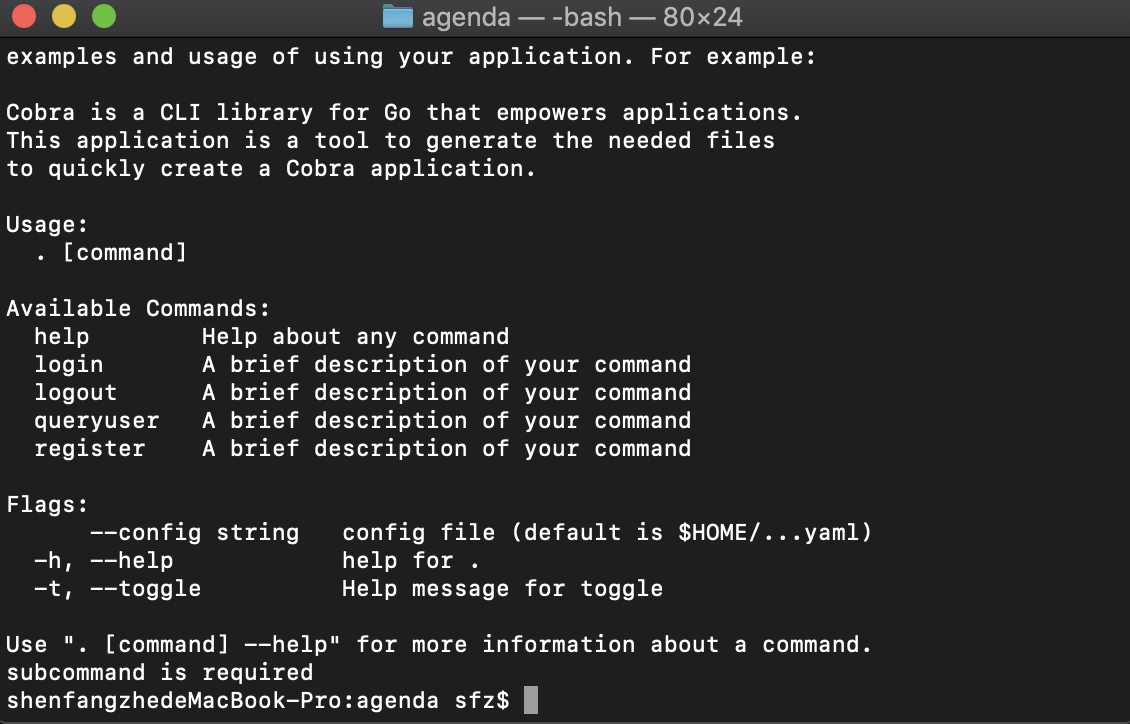 agenda — -bash — 80×24
examples and usage of using your application. For example:
Cobra is a CLI library for Go that empowers applications.
This application is a tool to generate the needed files
to quickly create a Cobra application.
Usage:
  . [command]
Available Commands:
  help        Help about any command
  login       A brief description of your command
  logout      A brief description of your command
  queryuser   A brief description of your command
  register    A brief description of your command
Flags:
      --config string   config file (default is $HOME/...yaml)
  -h, --help            help for .
  -t, --toggle          Help message for toggle
Use ". [command] --help" for more information about a command.
subcommand is required
shenfangzhedeMacBook-Pro:agenda sfz$